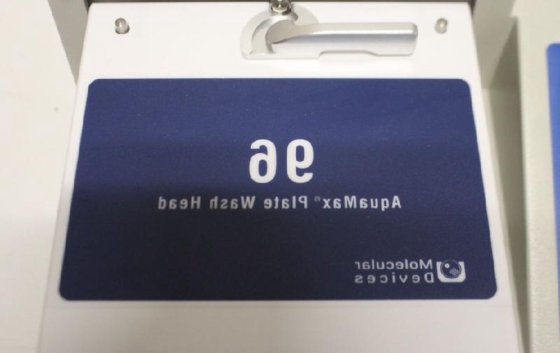 96
AquaMax® Plate Wash Head
Molecular
Devices